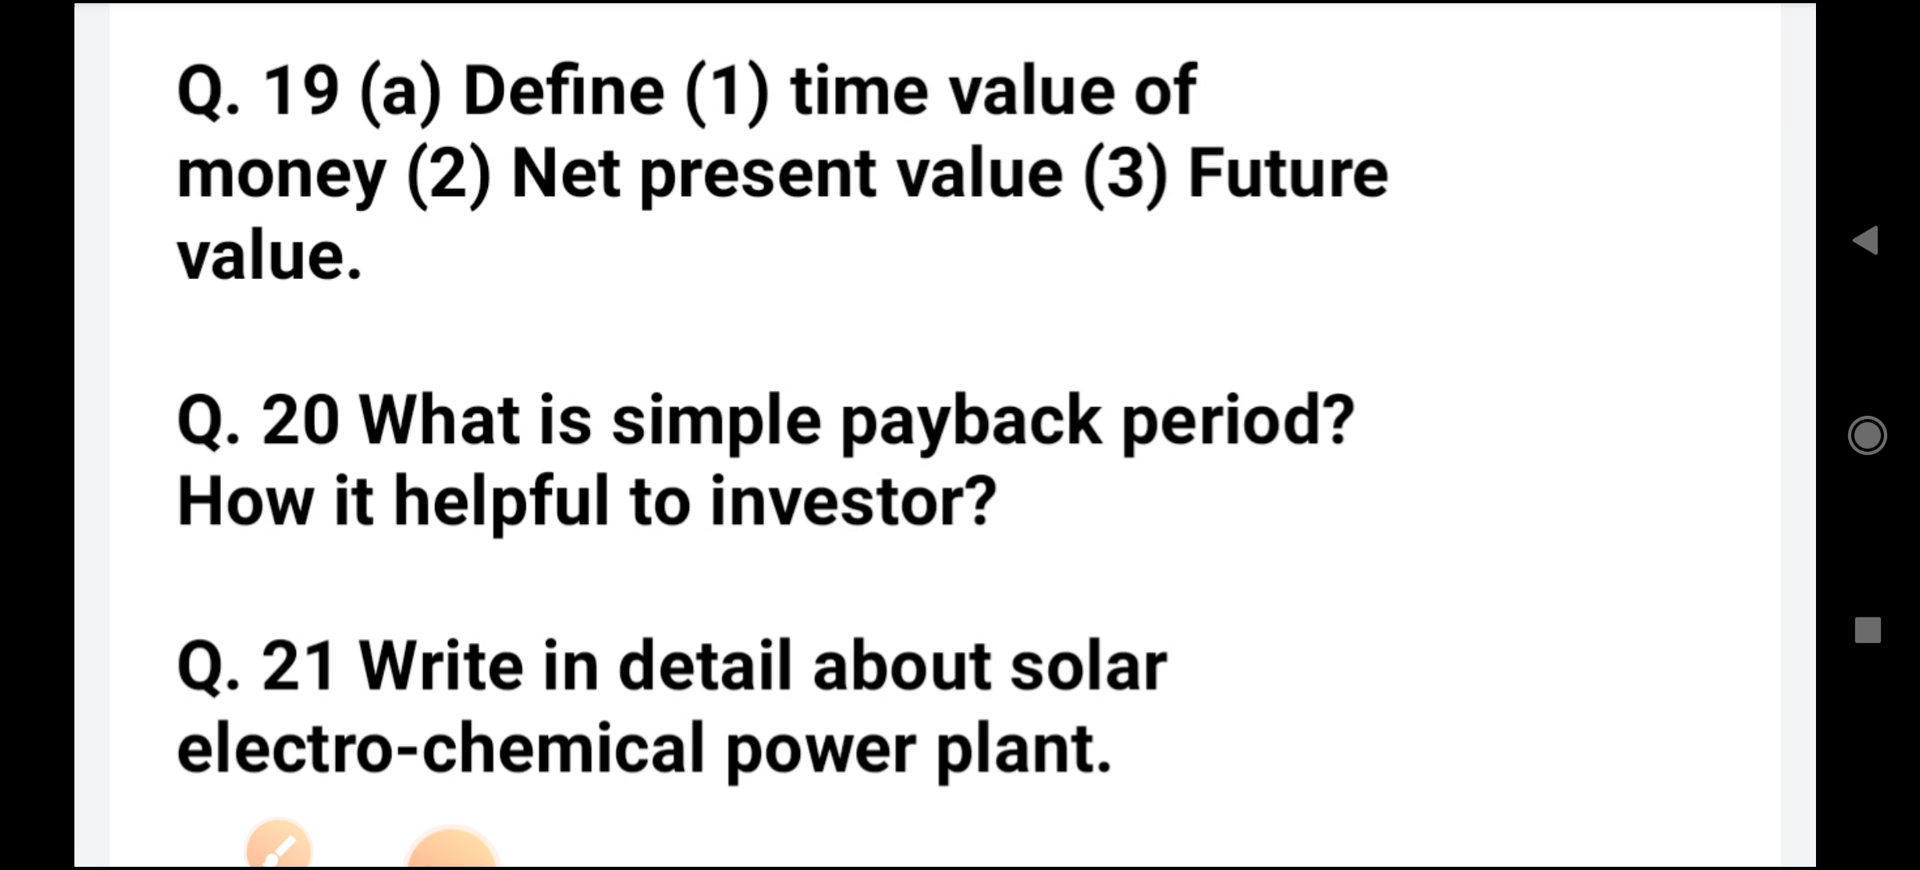 Q. 19 (a) Define (1) time value of
money (2) Net present value (3) Future
value.
Q. 20 What is simple payback period?
How it helpful to investor?
Q. 21 Write in detail about solar
electro-chemical power plant.